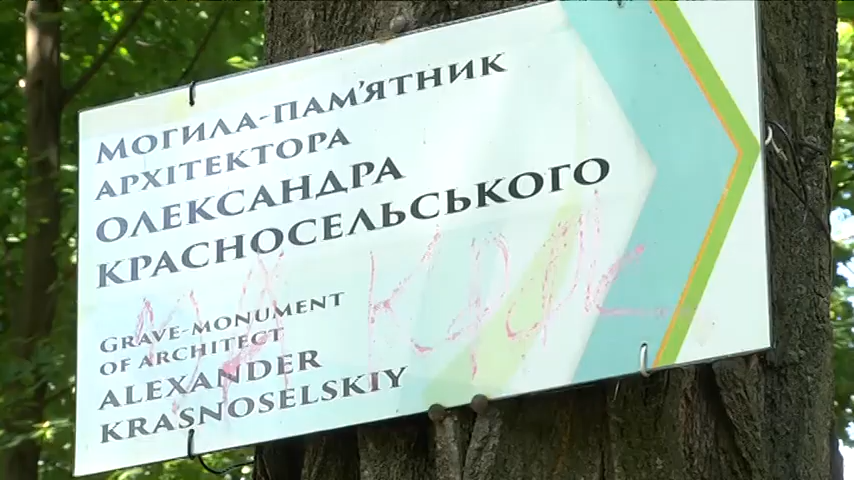 Могила-пам'ятник
архітектора
Олександра
Красносельського
Grave-monument
of architect
Alexander
Krasnoselskiy